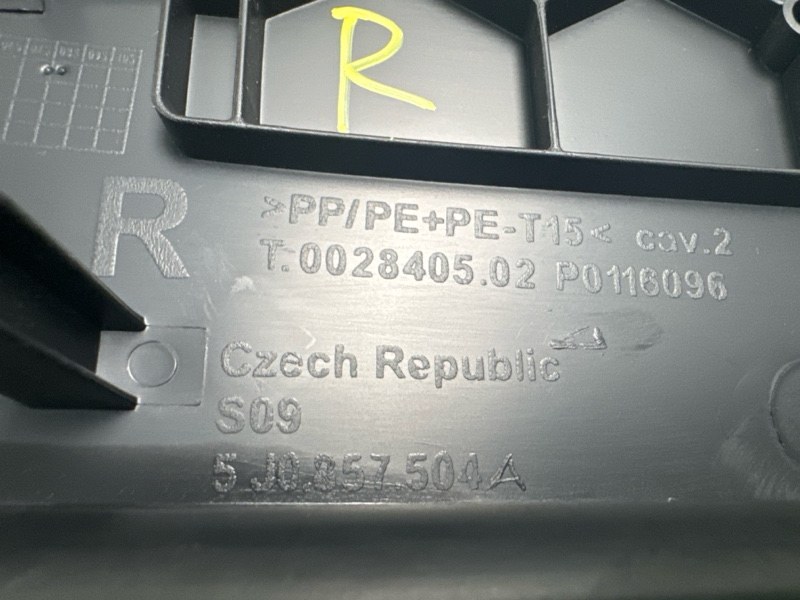 R
R
>PP/PE+PE-T15< cav.2
T.0028405.02 P0116096
Czech Republic
S09
5J0.857.504A